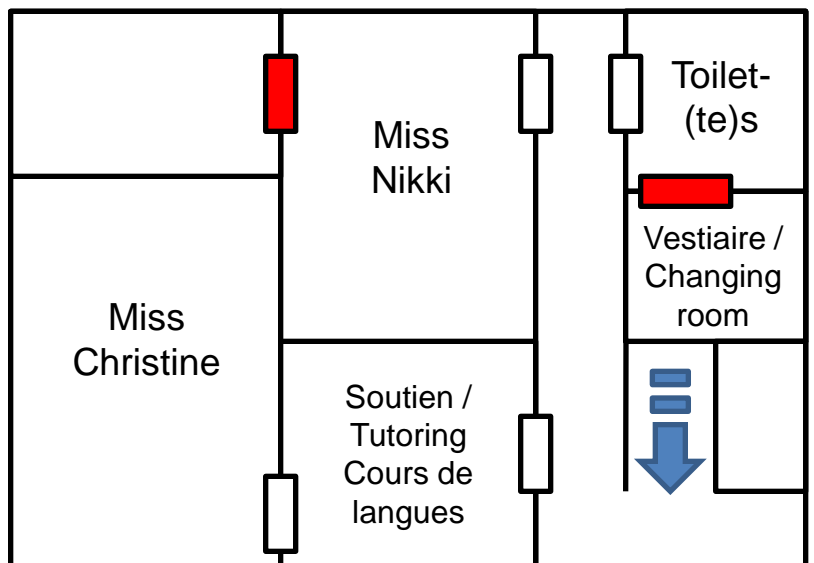 Toilet-
(te)s
Miss
Nikki
Vestiaire /
Changing
room
Miss
Christine
Soutien /
Tutoring
Cours de
langues